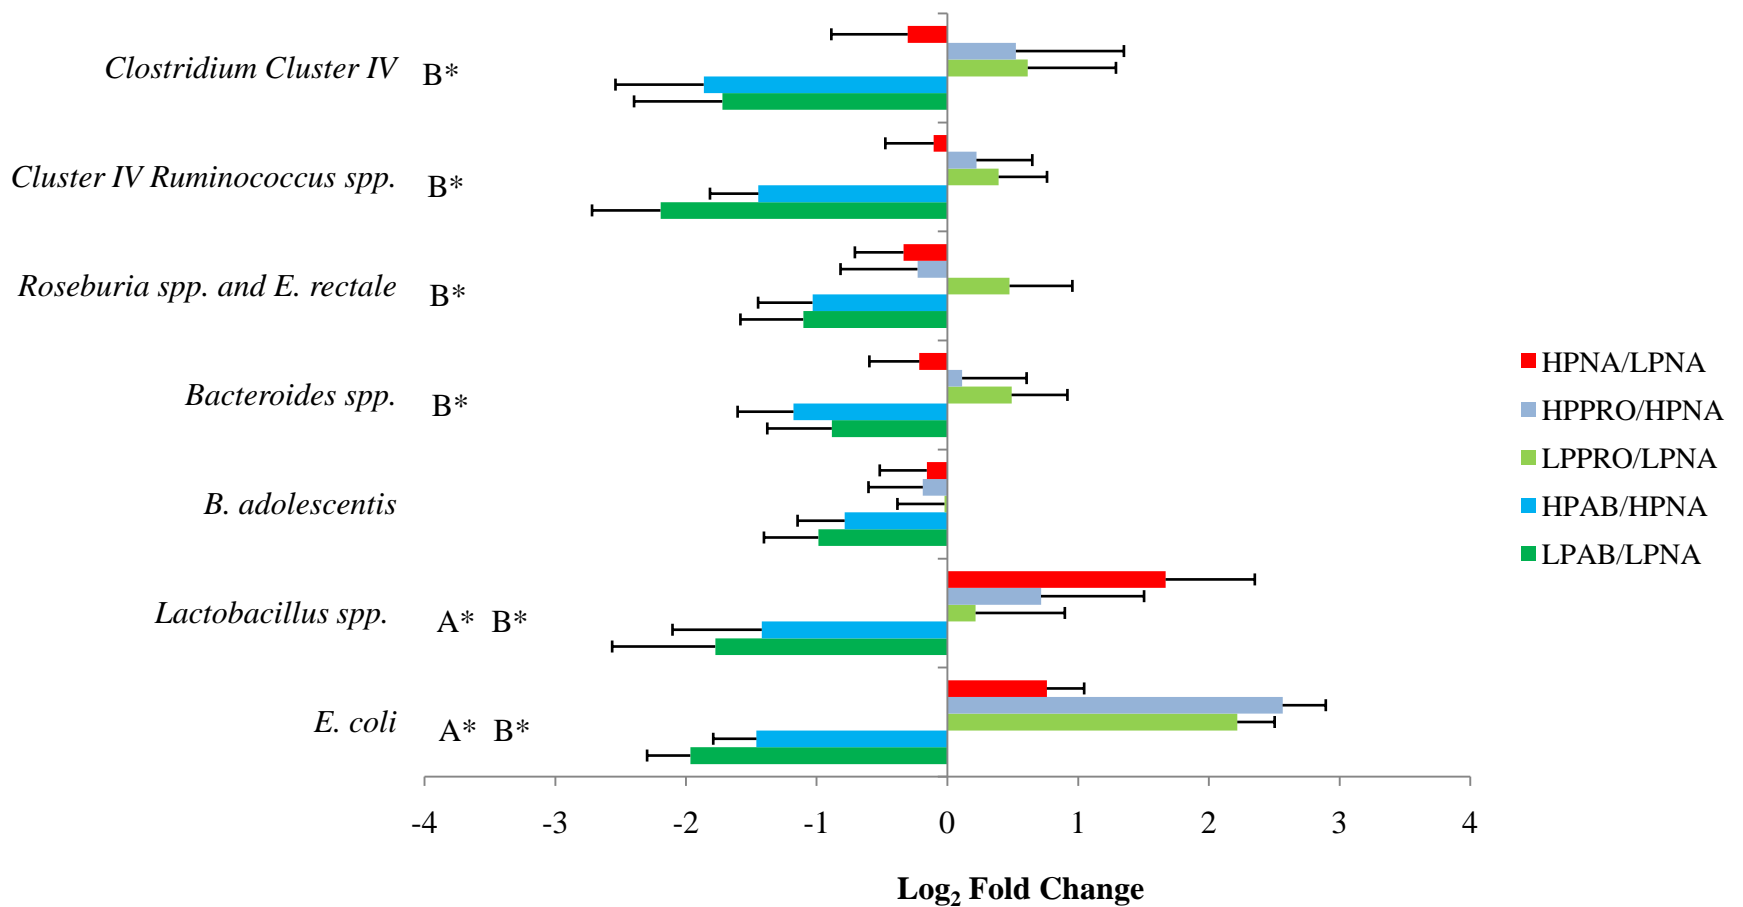 Clostridium Cluster IV B*
Cluster IV Ruminococcus spp. B*
Roseburia spp. and E. rectale B*
Bacteroides spp. B*
B. adolescentis
Lactobacillus spp. A* B*
E. coli A* B*
HPNA/LPNA
HPPRO/HPNA
LPPRO/LPNA
HPAB/HPNA
LPAB/LPNA
-4 -3 -2 -1 0 1 2 3 4
Log₂ Fold Change